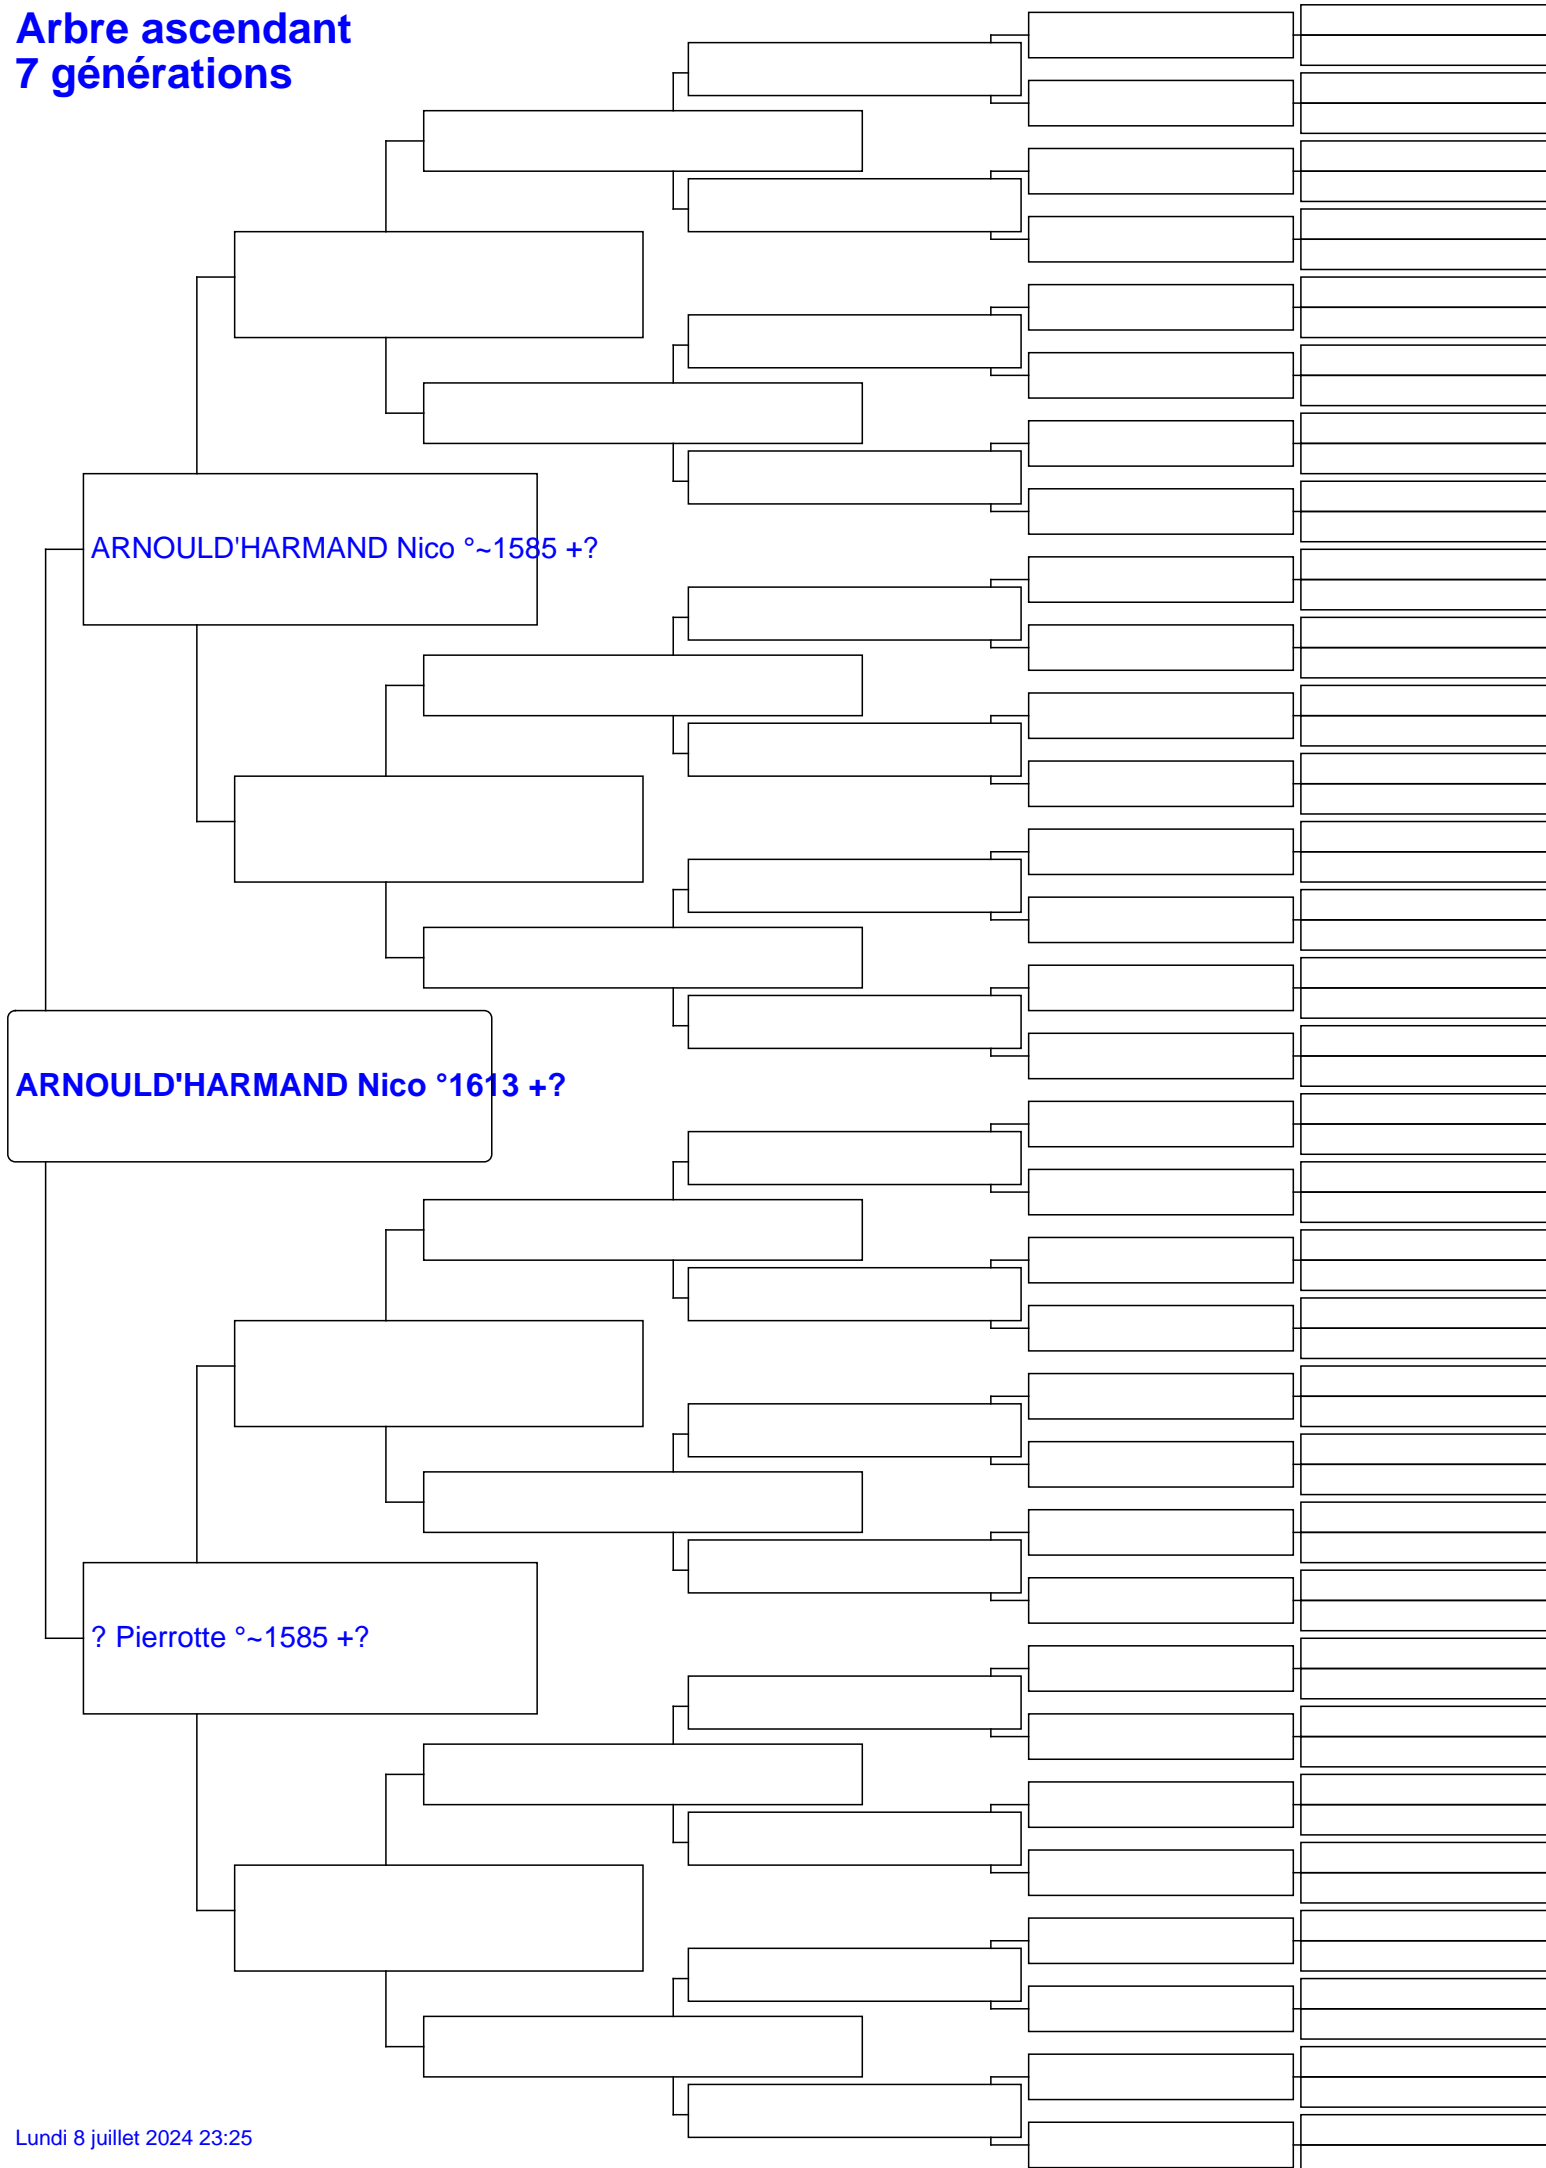 Arbre ascendant
7 générations
ARNOULD'HARMAND Nico °~1585 +?
ARNOULD'HARMAND Nico °1613 +?
? Pierrotte °~1585 +?
Lundi 8 juillet 2024 23:25